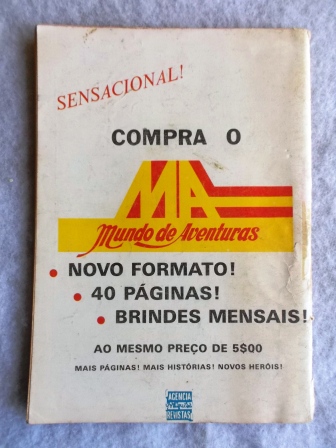 SENSACIONAL!
COMPRA O
MA
Mundo de Aventuras
• NOVO FORMATO!
• 40 PÁGINAS!
• BRINDES MENSAIS!
AO MESMO PREÇO DE 5$00
MAIS PÁGINAS! MAIS HISTÓRIAS! NOVOS HERÓIS!
AGENCIA
REVISTAS